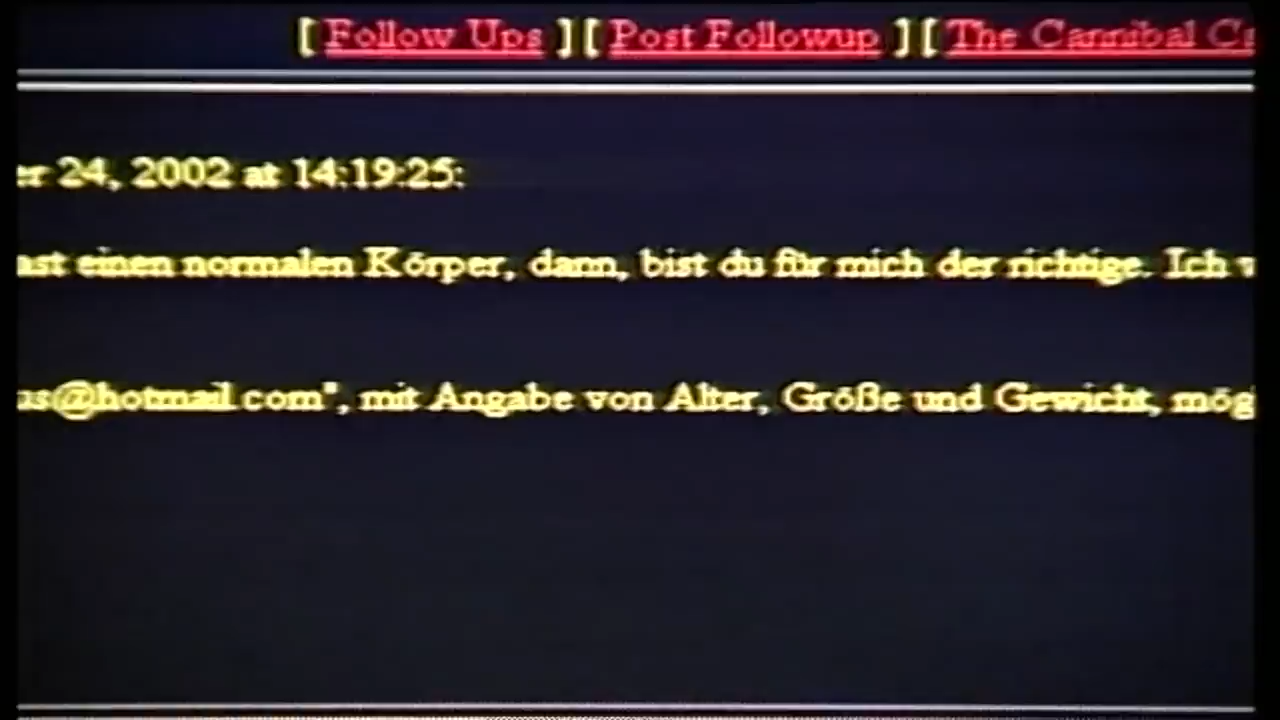 [ Follow Ups ] [ Post Followup ] [ The Cannibal C
er 24, 2002 at 14:19:25:
ast einen normalen Körper, dann, bist du für mich der richtige. Ich
us@hotmail.com", mit Angabe von Alter, Größe und Gewicht, mög